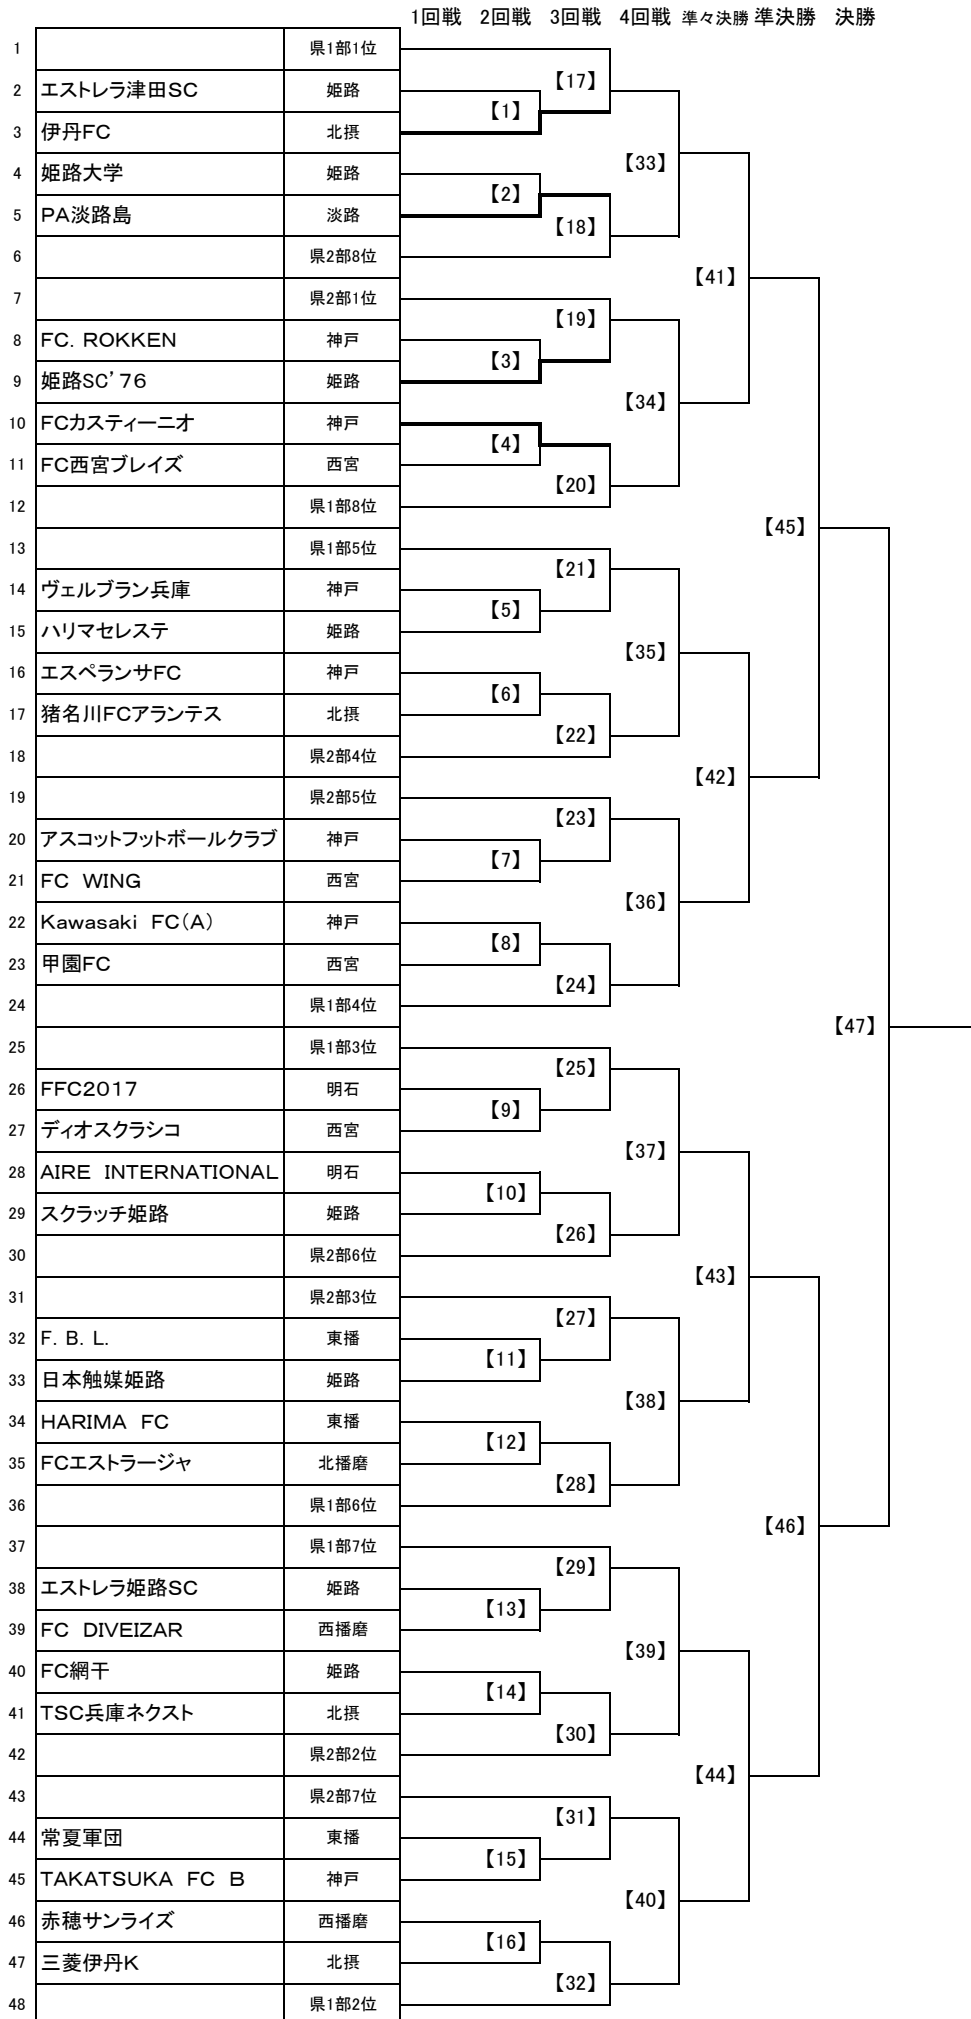 1回戦 2回戦 3回戦 4回戦 準々決勝 準決勝 決勝
1 県1部1位
2 エストレラ津田SC 姫路
3 伊丹FC 北摂
4 姫路大学 姫路
5 PA淡路島 淡路
6 県2部8位
7 県2部1位
8 FC. ROKKEN 神戸
9 姫路SC'76 姫路
10 FCカスティーニオ 神戸
11 FC西宮ブレイズ 西宮
12 県1部8位
13 県1部5位
14 ヴェルブラン兵庫 神戸
15 ハリマセレステ 姫路
16 エスペランサFC 神戸
17 猪名川FCアランテス 北摂
18 県2部4位
19 県2部5位
20 アスコットフットボールクラブ 神戸
21 FC WING 西宮
22 Kawasaki FC(A) 神戸
23 甲園FC 西宮
24 県1部4位
25 県1部3位
26 FFC2017 明石
27 ディオスクラシコ 西宮
28 AIRE INTERNATIONAL 明石
29 スクラッチ姫路 姫路
30 県2部6位
31 県2部3位
32 F. B. L. 東播
33 日本触媒姫路 姫路
34 HARIMA FC 東播
35 FCエストラージャ 北播磨
36 県1部6位
37 県1部7位
38 エストレラ姫路SC 姫路
39 FC DIVEIZAR 西播磨
40 FC網干 姫路
41 TSC兵庫ネクスト 北摂
42 県2部2位
43 県2部7位
44 常夏軍団 東播
45 TAKATSUKA FC B 神戸
46 赤穂サンライズ 西播磨
47 三菱伊丹K 北摂
48 県1部2位
【1】
【2】
【3】
【4】
【5】
【6】
【7】
【8】
【9】
【10】
【11】
【12】
【13】
【14】
【15】
【16】
【17】
【18】
【19】
【20】
【21】
【22】
【23】
【24】
【25】
【26】
【27】
【28】
【29】
【30】
【31】
【32】
【33】
【34】
【35】
【36】
【37】
【38】
【39】
【40】
【41】
【42】
【43】
【44】
【45】
【46】
【47】